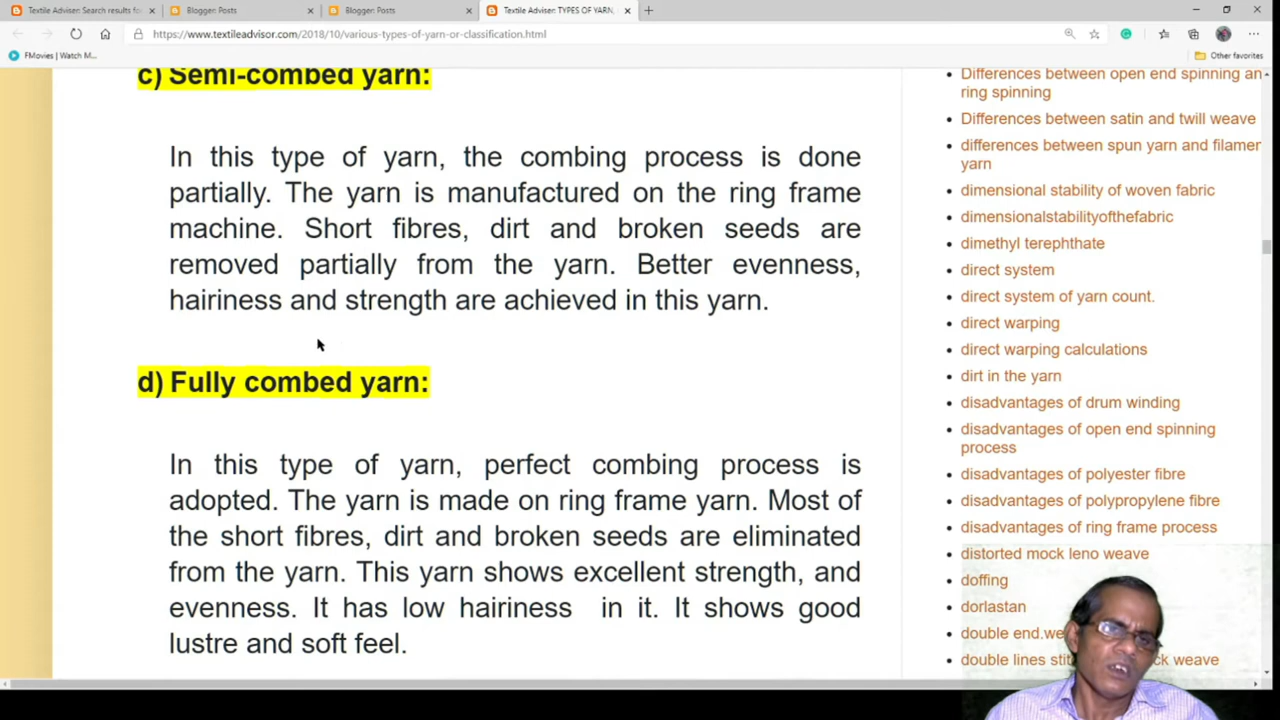 Textile Adviser: Search results fo
Blogger: Posts
Blogger: Posts
Textile Adviser: TYPES OF YARN,
https://www.textileadvisor.com/2018/10/various-types-of-yarn-or-classification.html
FMovies | Watch M...
Other favorites
c) Semi-combed yarn:
In this type of yarn, the combing process is done
partially. The yarn is manufactured on the ring frame
machine. Short fibres, dirt and broken seeds are
removed partially from the yarn. Better evenness,
hairiness and strength are achieved in this yarn.
d) Fully combed yarn:
In this type of yarn, perfect combing process is
adopted. The yarn is made on ring frame yarn. Most of
the short fibres, dirt and broken seeds are eliminated
from the yarn. This yarn shows excellent strength, and
evenness. It has low hairiness in it. It shows good
lustre and soft feel.
Differences between open end spinning an
ring spinning
Differences between satin and twill weave
differences between spun yarn and filamen
yarn
dimensional stability of woven fabric
dimensionalstabilityofthefabric
dimethyl terephthate
direct system
direct system of yarn count.
direct warping
direct warping calculations
dirt in the yarn
disadvantages of drum winding
disadvantages of open end spinning
process
disadvantages of polyester fibre
disadvantages of polypropylene fibre
disadvantages of ring frame process
distorted mock leno weave
doffing
dorlastan
double end.we
double lines sti ck weave